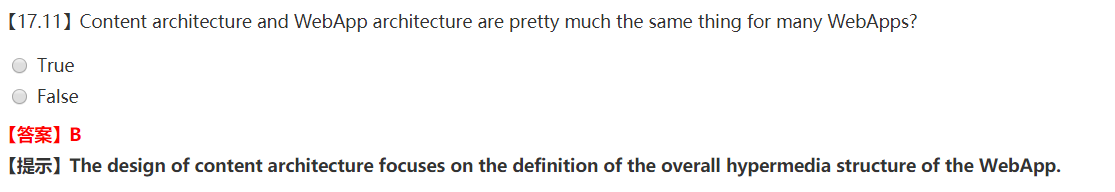 【17.11】Content architecture and WebApp architecture are pretty much the same thing for many WebApps?
True
False
【答案】B
【提示】The design of content architecture focuses on the definition of the overall hypermedia structure of the WebApp.